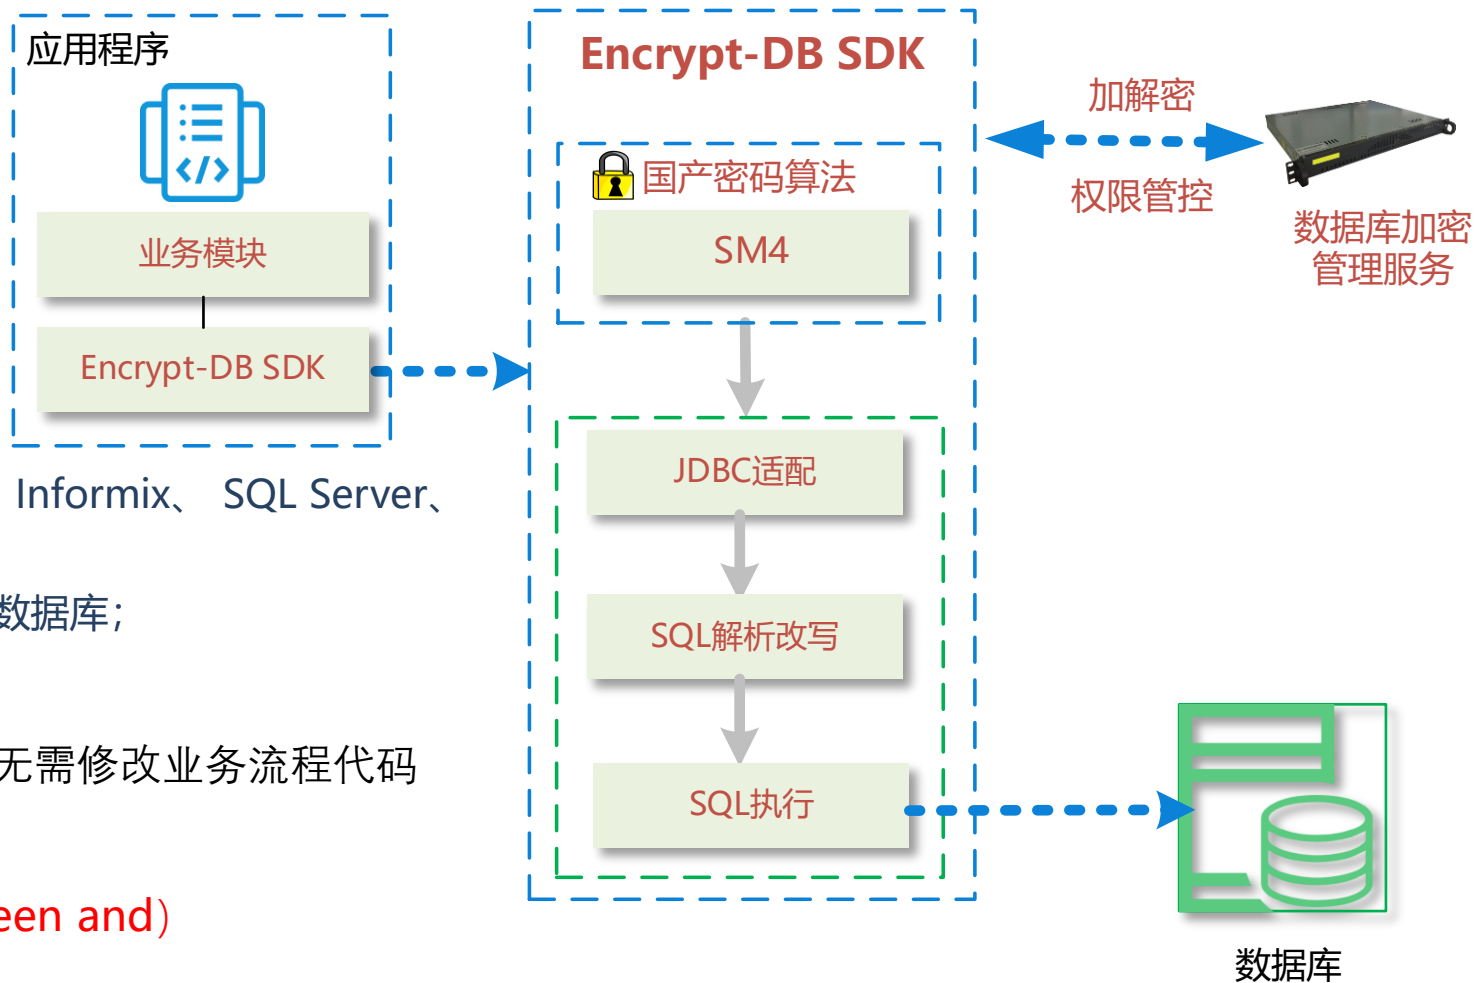 应用程序
业务模块
Encrypt-DB SDK
Informix、 SQL Server、
数据库；
无需修改业务流程代码
een and）
Encrypt-DB SDK
国产密码算法
SM4
JDBC适配
SQL解析改写
SQL执行
加解密
权限管控
数据库加密
管理服务
数据库